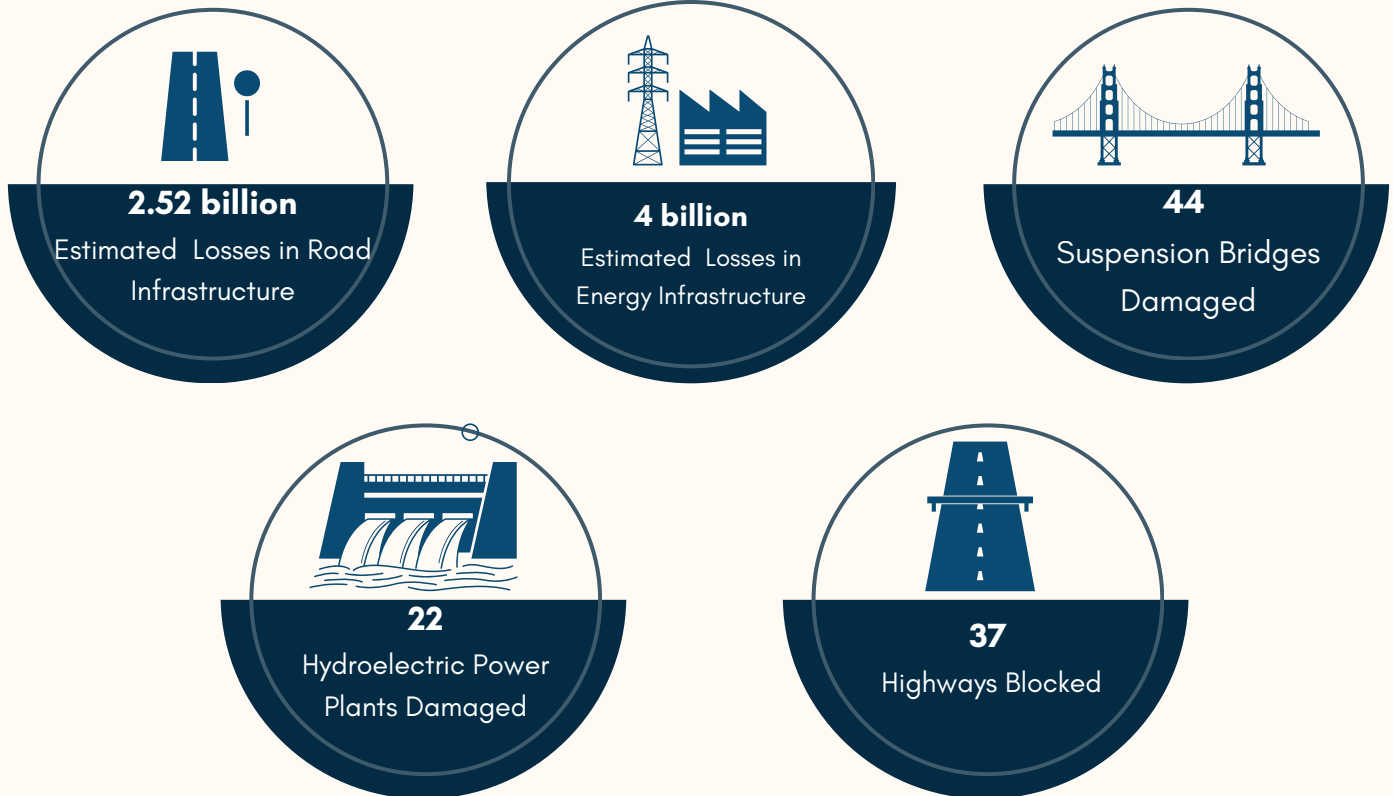 2.52 billion
Estimated Losses in Road
Infrastructure
4 billion
Estimated Losses in
Energy Infrastructure
44
Suspension Bridges
Damaged
22
Hydroelectric Power
Plants Damaged
37
Highways Blocked